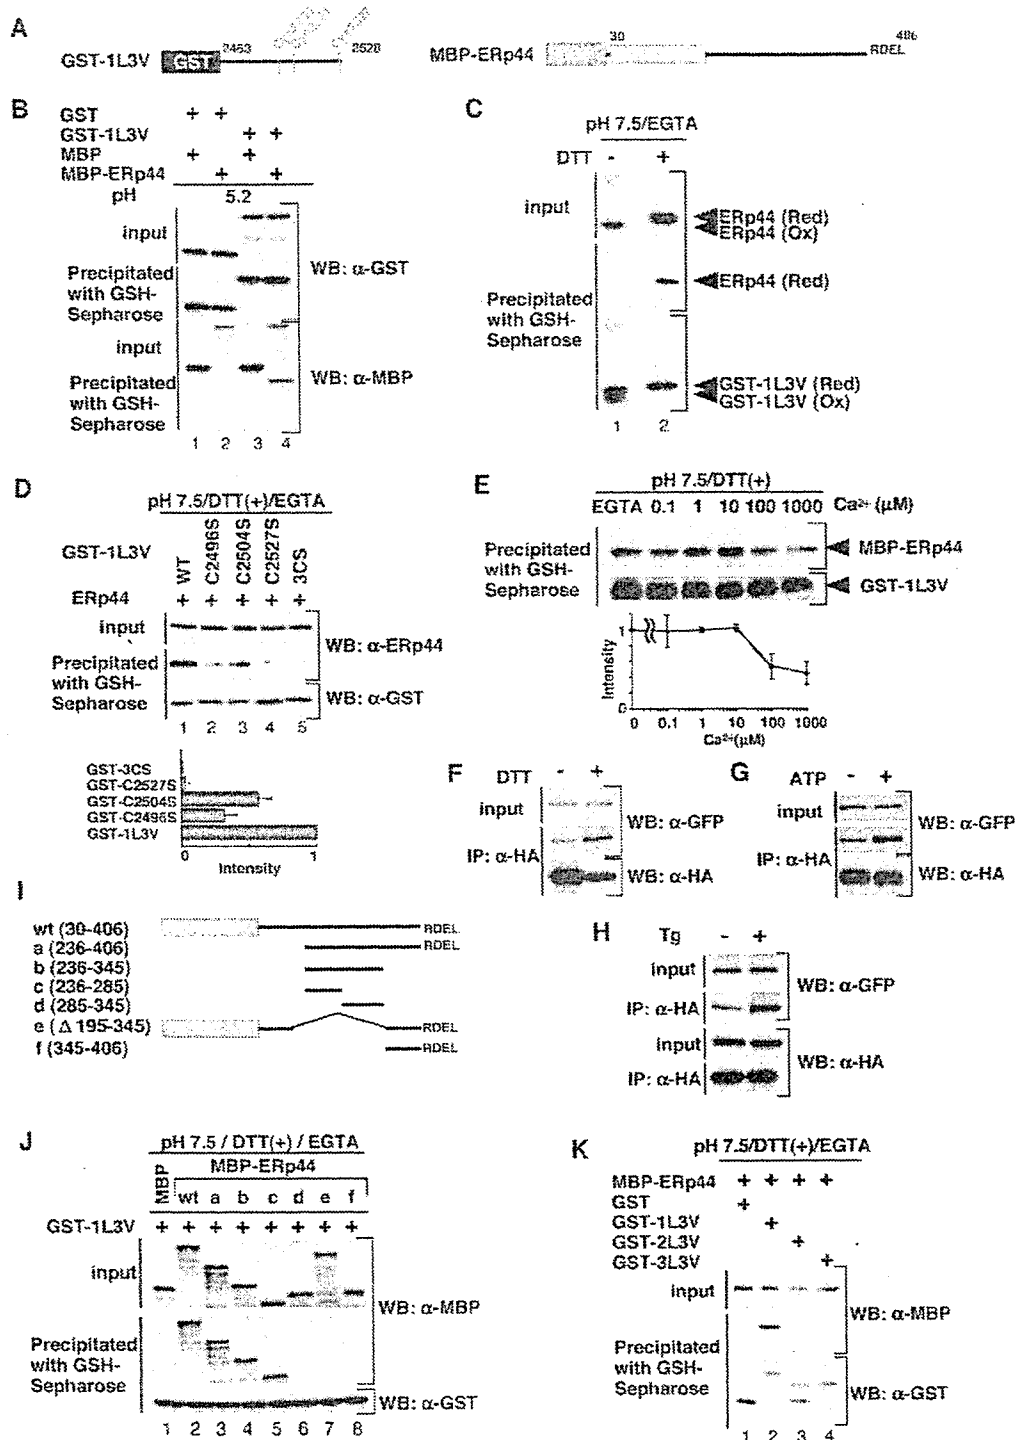 A
GST-1L3V
GST
2463
2528
MBP-ERp44
30
406
RDEL
B
GST + +
GST-1L3V + +
MBP + +
MBP-ERp44 + +
pH 5.2
input
Precipitated
with GSH-
Sepharose
WB: α-GST
input
Precipitated
with GSH-
Sepharose
WB: α-MBP
1 2 3 4
C
pH 7.5/EGTA
DTT - +
input
ERp44 (Red)
ERp44 (Ox)
ERp44 (Red)
Precipitated
with GSH-
Sepharose
GST-1L3V (Red)
GST-1L3V (Ox)
1 2
D
pH 7.5/DTT(+)/EGTA
GST-1L3V
WT C2496S C2504S C2527S 3CS
ERp44 + + + + +
input
WB: α-ERp44
Precipitated
with GSH-
Sepharose
WB: α-GST
1 2 3 4 5
GST-3CS
GST-C2527S
GST-C2504S
GST-C2496S
GST-1L3V
0 1
Intensity
E
pH 7.5/DTT(+)
EGTA 0.1 1 10 100 1000 Ca²⁺ (μM)
Precipitated
with GSH-
Sepharose
MBP-ERp44
GST-1L3V
1
Intensity
0
0 0.1 1 10 100 1000
Ca²⁺(μM)
F
DTT - +
input
WB: α-GFP
IP: α-HA
WB: α-HA
G
ATP - +
input
WB: α-GFP
IP: α-HA
WB: α-HA
H
Tg - +
input
WB: α-GFP
IP: α-HA
input
WB: α-HA
IP: α-HA
I
wt (30-406) RDEL
a (236-406) RDEL
b (236-345)
c (236-285)
d (285-345)
e (Δ195-345) RDEL
f (345-406) RDEL
J
pH 7.5 / DTT(+) / EGTA
MBP
MBP-ERp44
wt a b c d e f
GST-1L3V + + + + + + + +
input
WB: α-MBP
Precipitated
with GSH-
Sepharose
WB: α-GST
1 2 3 4 5 6 7 8
K
pH 7.5/DTT(+)/EGTA
MBP-ERp44 + + + +
GST +
GST-1L3V +
GST-2L3V +
GST-3L3V +
input
WB: α-MBP
Precipitated
with GSH-
Sepharose
WB: α-GST
1 2 3 4